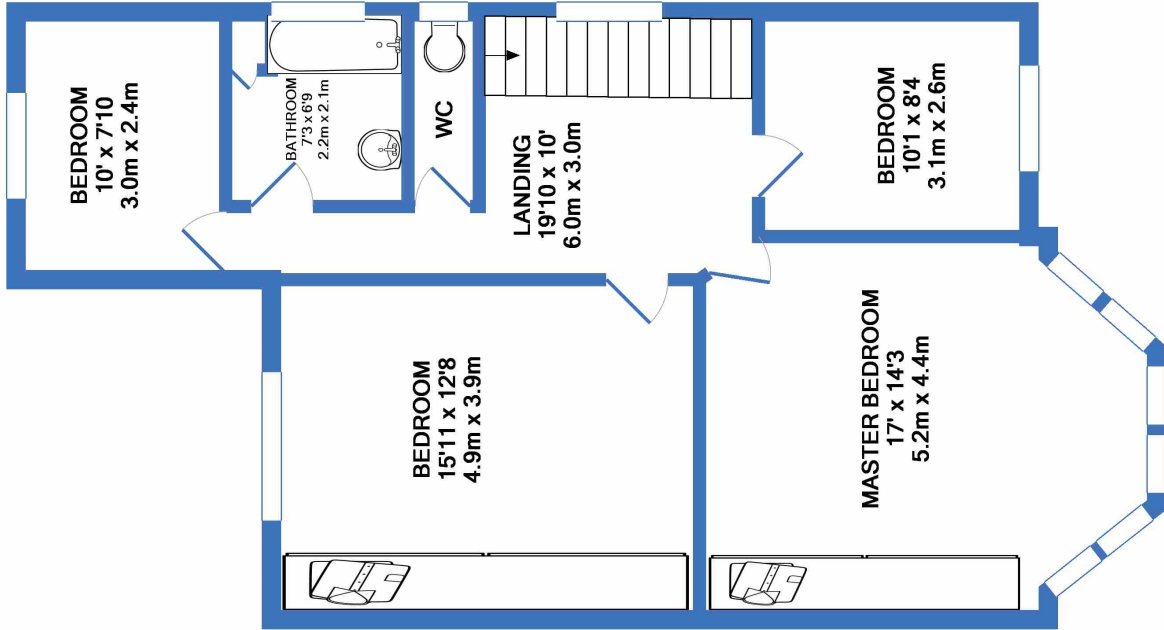 BEDROOM
10' x 7'10
3.0m x 2.4m
BATHROOM
7'3 x 6'9
2.2m x 2.1m
WC
LANDING
19'10 x 10'
6.0m x 3.0m
BEDROOM
10'1 x 8'4
3.1m x 2.6m
BEDROOM
15'11 x 12'8
4.9m x 3.9m
MASTER BEDROOM
17' x 14'3
5.2m x 4.4m